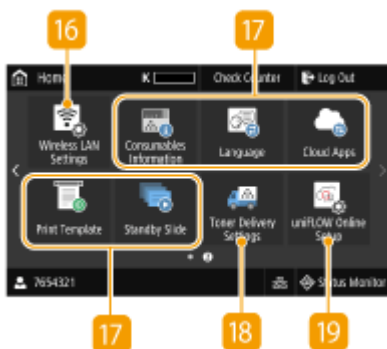 16
17
Home
K
Check Counter
Log Out
Wireless LAN
Settings
Consumables
Information
Language
Cloud Apps
Print Template
Standby Slide
Toner Delivery
Settings
uniFLOW Online
Setup
7654321
Status Monitor
17
18
19